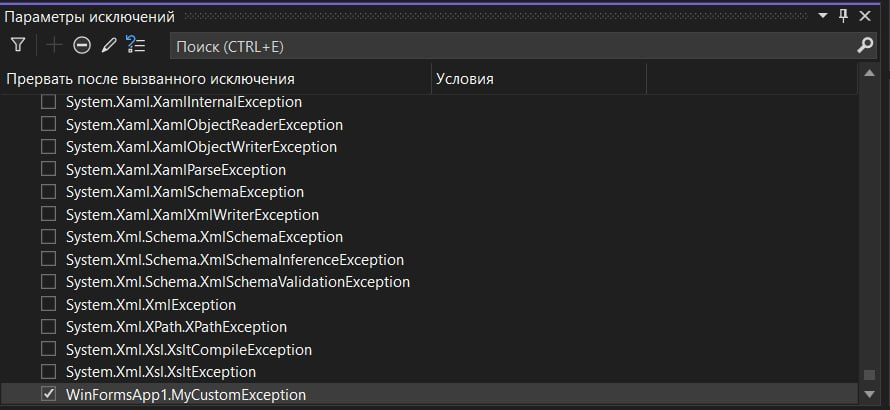 Параметры исключений
Поиск (CTRL+E)
Прервать после вызванного исключения Условия
System.Xaml.XamlInternalException
System.Xaml.XamlObjectReaderException
System.Xaml.XamlObjectWriterException
System.Xaml.XamlParseException
System.Xaml.XamlSchemaException
System.Xaml.XamlXmlWriterException
System.Xml.Schema.XmlSchemaException
System.Xml.Schema.XmlSchemaInferenceException
System.Xml.Schema.XmlSchemaValidationException
System.Xml.XmlException
System.Xml.XPath.XPathException
System.Xml.Xsl.XsltCompileException
System.Xml.Xsl.XsltException
WinFormsApp1.MyCustomException